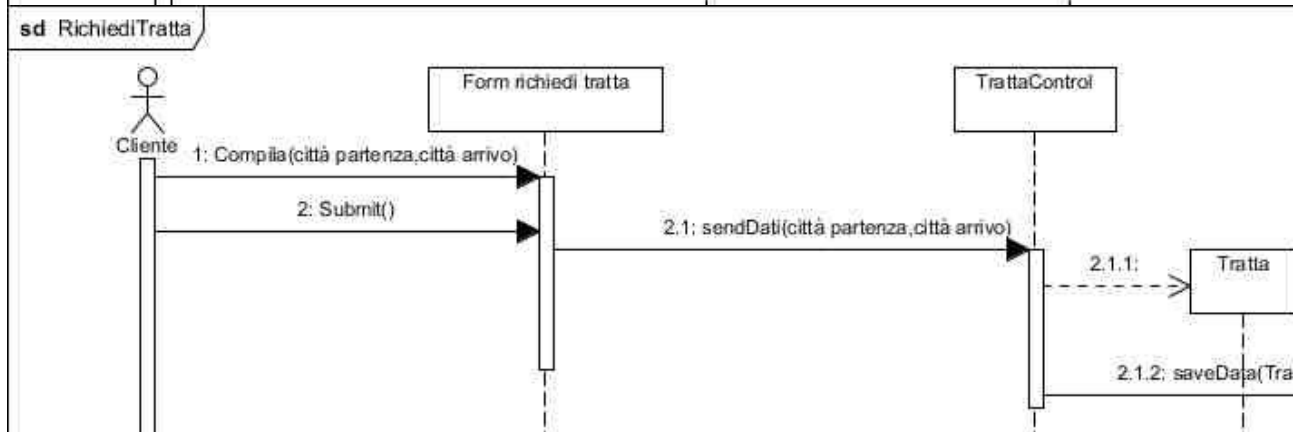 sd RichiediTratta
Form richiedi tratta
TrattaControl
Cliente
1: Compila(città partenza,città arrivo)
2: Submit()
2.1: sendDati(città partenza,città arrivo)
2.1.1:
Tratta
2.1.2: saveData(Tra